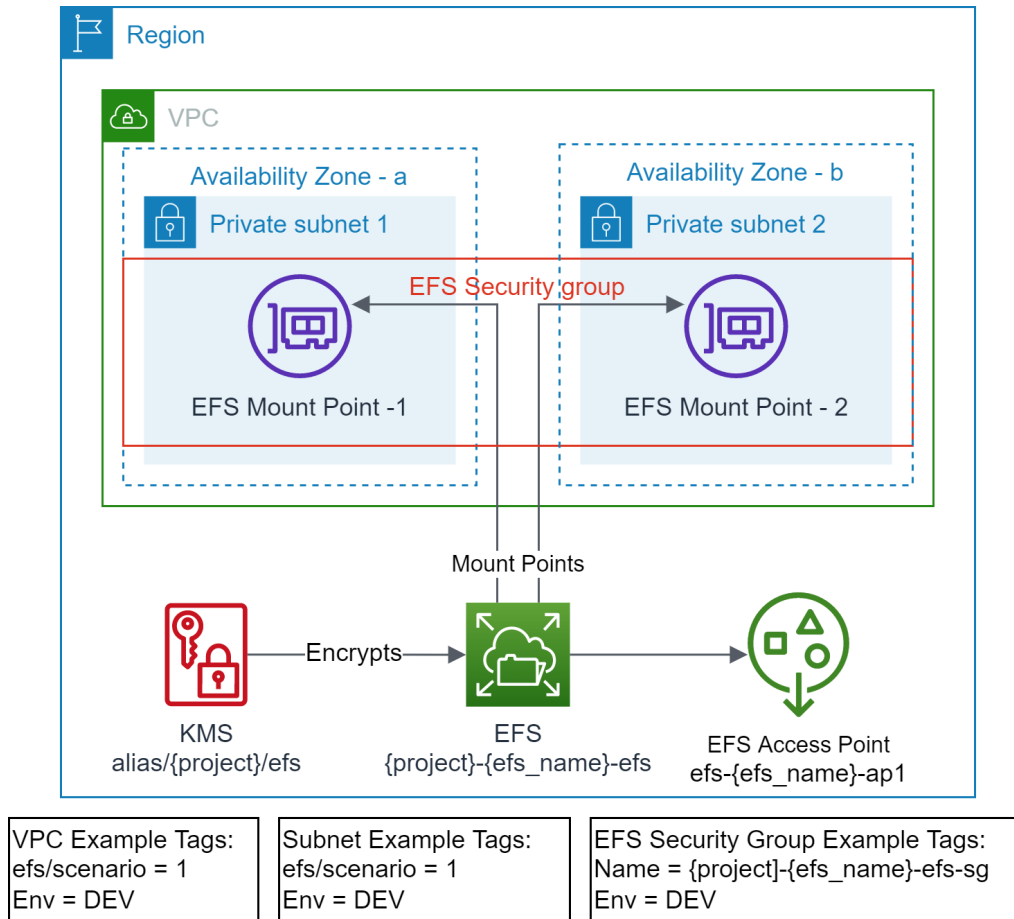 Region
VPC
Availability Zone - a
Availability Zone - b
Private subnet 1
Private subnet 2
EFS Security group
EFS Mount Point -1
EFS Mount Point - 2
Mount Points
Encrypts
KMS
alias/{project}/efs
EFS
{project}-{efs_name}-efs
EFS Access Point
efs-{efs_name}-ap1
VPC Example Tags:
efs/scenario = 1
Env = DEV
Subnet Example Tags:
efs/scenario = 1
Env = DEV
EFS Security Group Example Tags:
Name = {project]-{efs_name}-efs-sg
Env = DEV